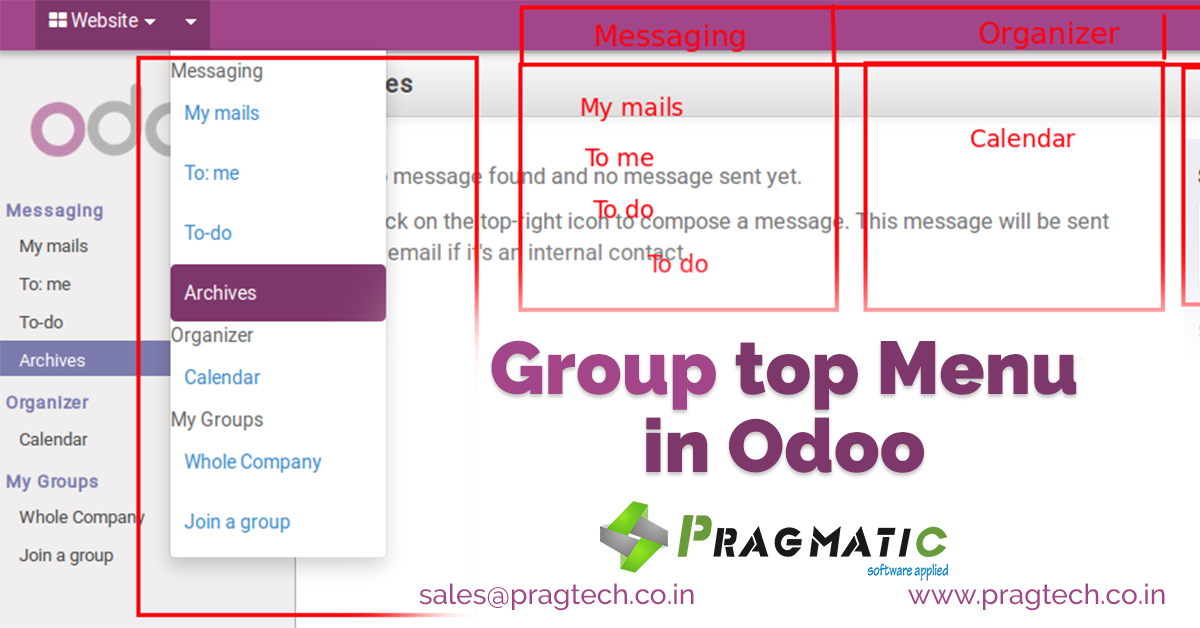 Website
Messaging
Organizer
Messaging
My mails
To: me
To-do
Archives
Organizer
Calendar
My Groups
Whole Company
Join a group
odo
Messaging
My mails
To: me
To-do
Archives
Organizer
Calendar
My Groups
Whole Company
Join a group
es
My mails
To me
To do
To do
Calendar
message found and no message sent yet.
ck on the top-right icon to compose a message. This message will be sent
email if it's an internal contact.
Group top Menu
in Odoo
PRAGMATIC
software applied
sales@pragtech.co.in
www.pragtech.co.in